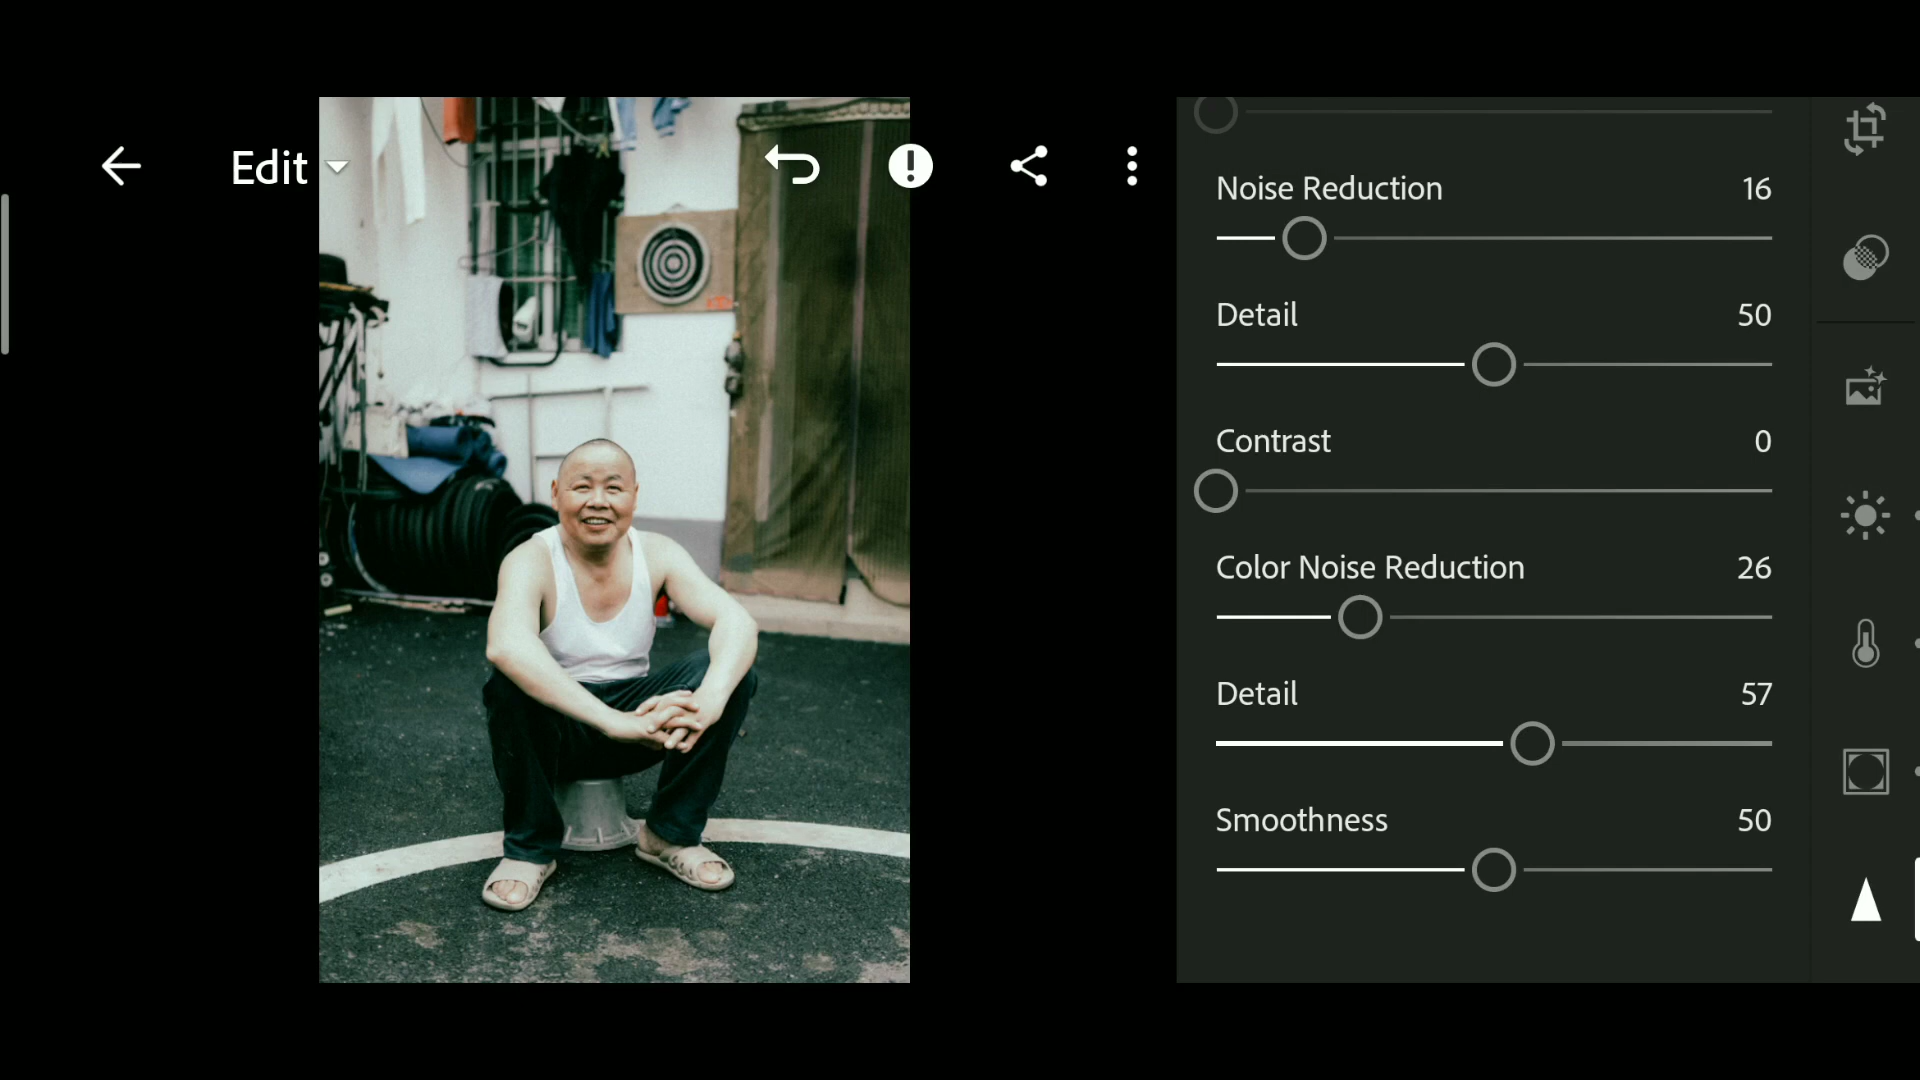 Edit
Noise Reduction 16
Detail 50
Contrast 0
Color Noise Reduction 26
Detail 57
Smoothness 50